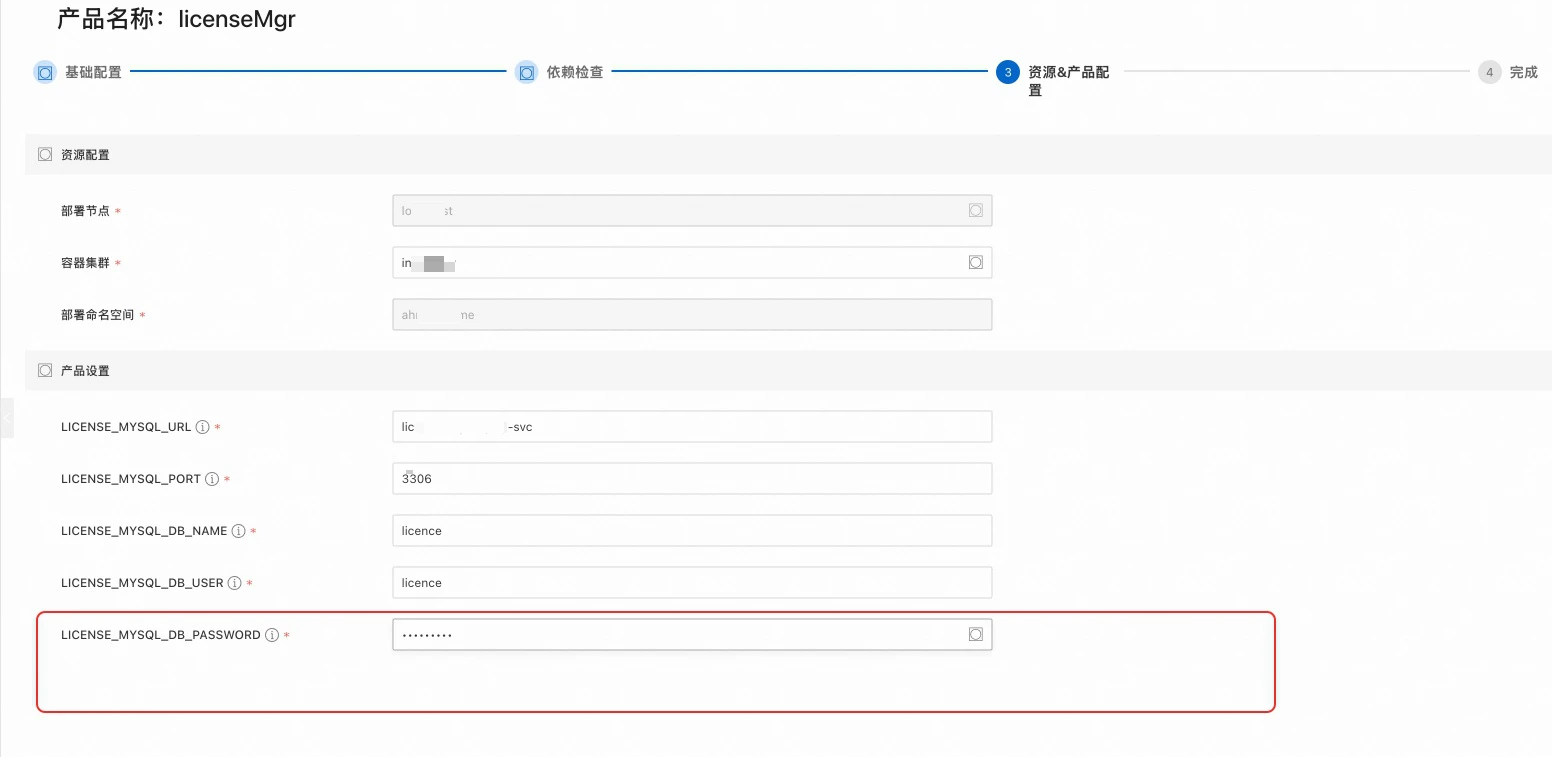 产品名称：licenseMgr
基础配置
依赖检查
3 资源&产品配
置
4 完成
资源配置
部署节点 *
容器集群 *
in
部署命名空间 *
产品设置
LICENSE_MYSQL_URL *
lic -svc
LICENSE_MYSQL_PORT *
3306
LICENSE_MYSQL_DB_NAME *
licence
LICENSE_MYSQL_DB_USER *
licence
LICENSE_MYSQL_DB_PASSWORD *
•••••••••